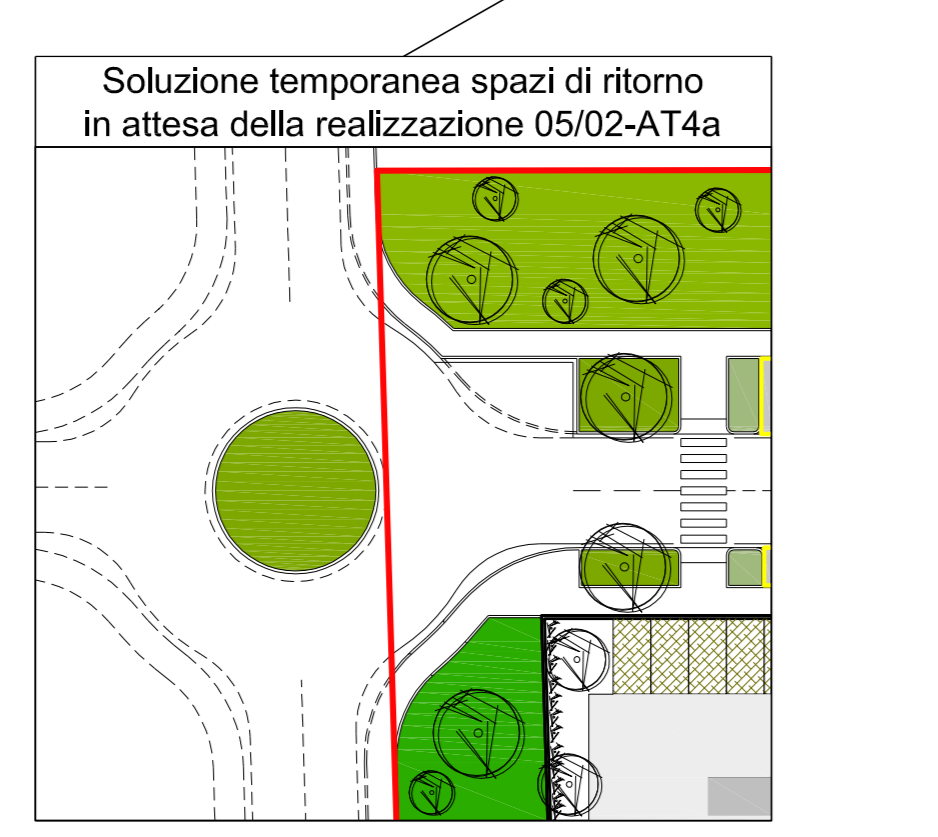 Soluzione temporanea spazi di ritorno
in attesa della realizzazione 05/02-AT4a